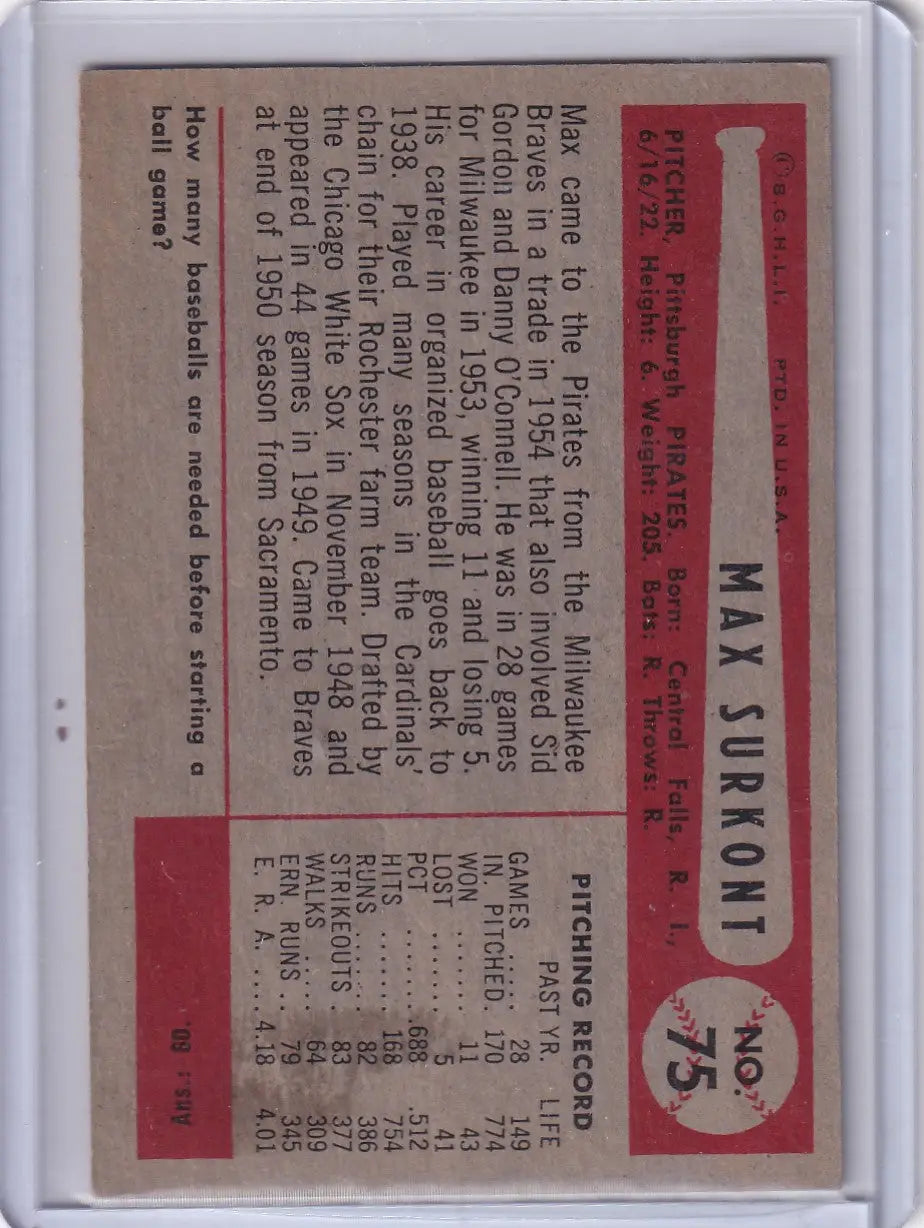 © B.G.H.L.I. PTD. IN U.S.A.
MAX SURKONT
NO.
75
PITCHER, Pittsburgh PIRATES. Born: Central Falls, R. I.,
6/16/22. Height: 6. Weight: 205. Bats: R. Throws: R.
Max came to the Pirates from the Milwaukee
Braves in a trade in 1954 that also involved Sid
Gordon and Danny O'Connell. He was in 28 games
for Milwaukee in 1953, winning 11 and losing 5.
His career in organized baseball goes back to
1938. Played many seasons in the Cardinals'
chain for their Rochester farm team. Drafted by
the Chicago White Sox in November 1948 and
appeared in 44 games in 1949. Came to Braves
at end of 1950 season from Sacramento.
PITCHING RECORD
PAST YR. LIFE
GAMES .... 28 149
IN. PITCHED. 170 774
WON ...... 11 43
LOST ....... 5 41
PCT ....... .688 .512
HITS ...... 168 754
RUNS ...... 82 386
STRIKEOUTS . 83 377
WALKS .... 64 309
ERN. RUNS .. 79 345
E. R. A. .... 4.18 4.01
How many baseballs are needed before starting a
ball game?
Ans.: 60.